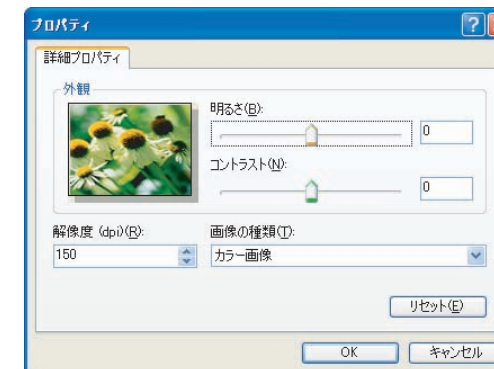 プロパティ
詳細プロパティ
外観
明るさ(B):
0
コントラスト(N):
0
解像度 (dpi)(R):
画像の種類(T):
150
カラー画像
リセット(E)
OK
キャンセル